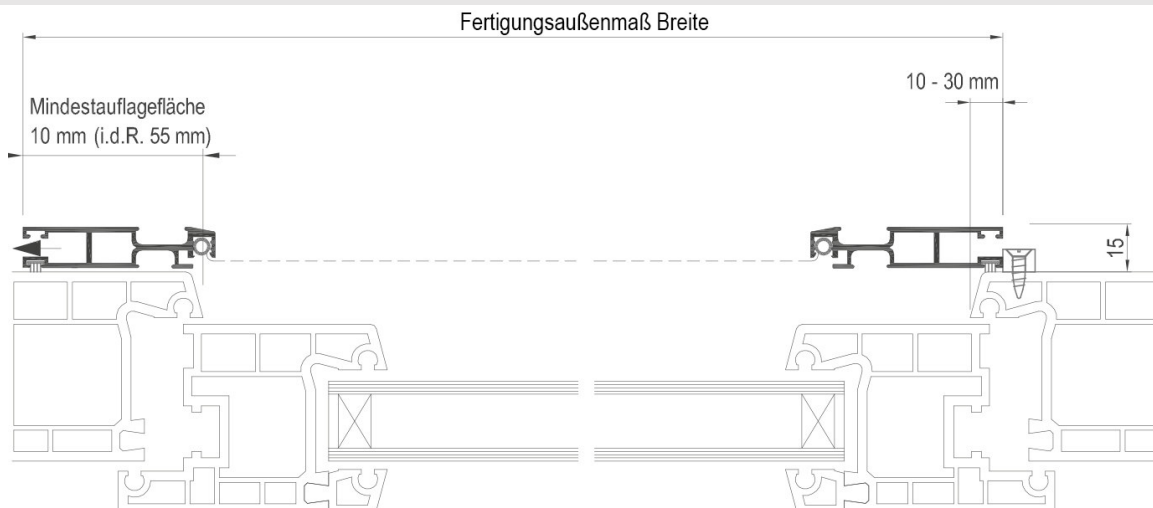 Fertigungsaußenmaß Breite
10 - 30 mm
Mindestauflagefläche
10 mm (i.d.R. 55 mm)
15